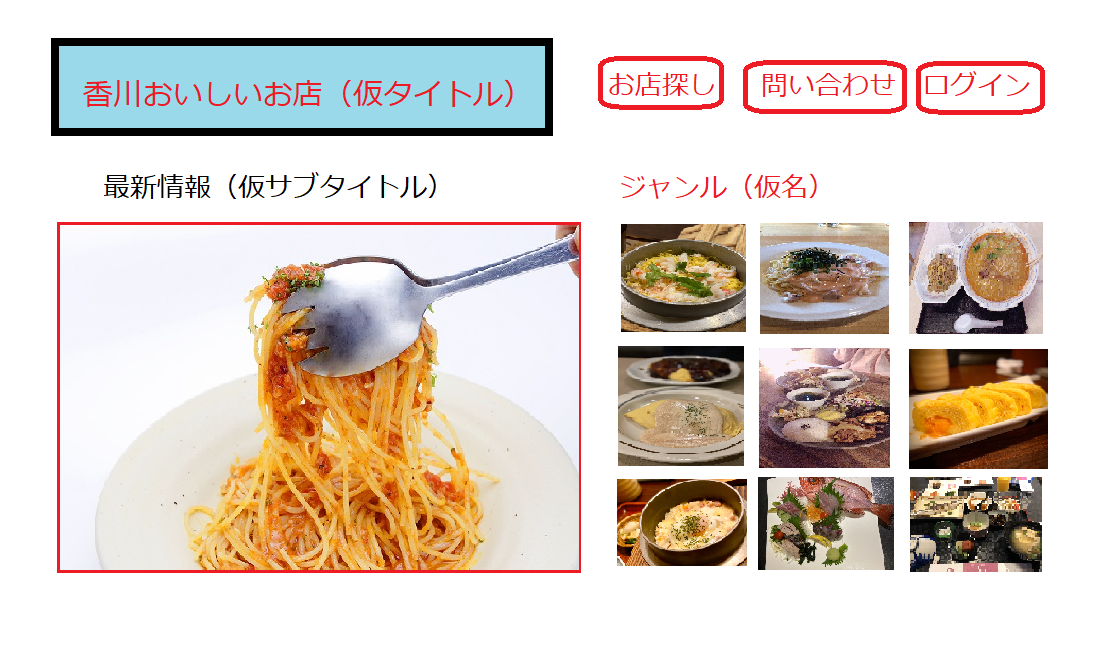 香川おいしいお店（仮タイトル）
お店探し
問い合わせ
ログイン
最新情報（仮サブタイトル）
ジャンル（仮名）